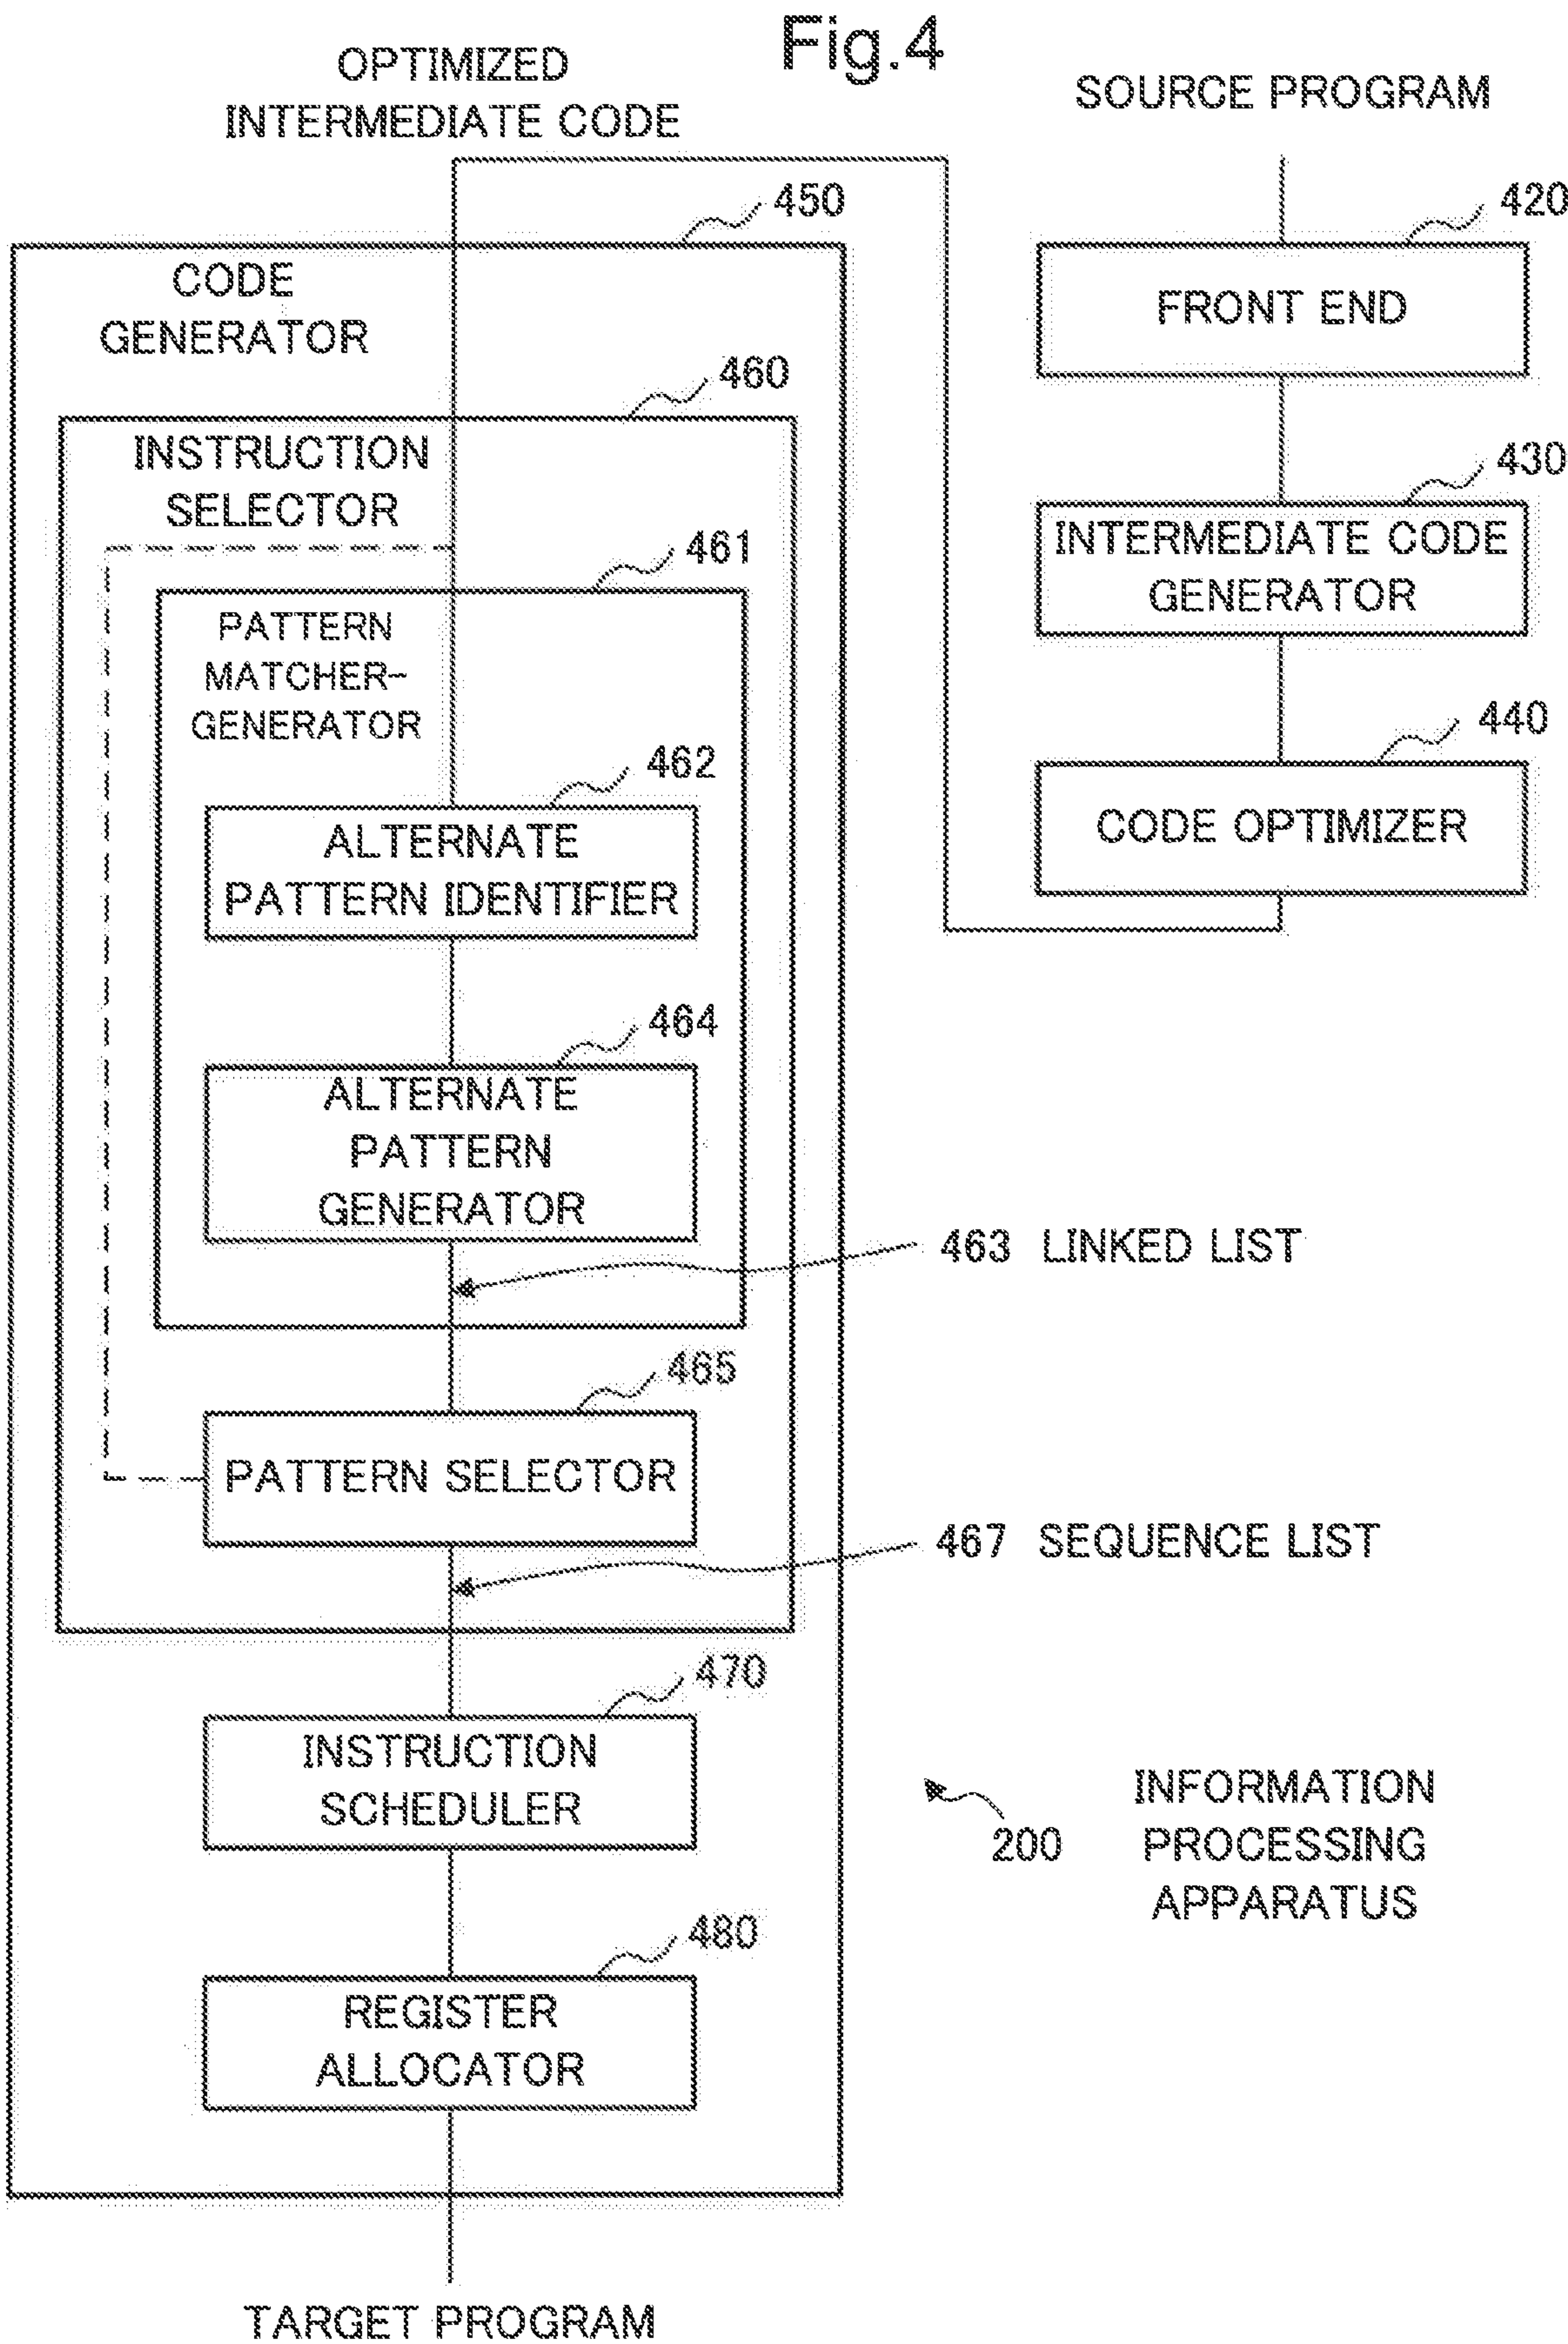 Fig.4
OPTIMIZED
INTERMEDIATE CODE
SOURCE PROGRAM
450
420
CODE
GENERATOR
FRONT END
460
430
INSTRUCTION
SELECTOR
INTERMEDIATE CODE
GENERATOR
461
PATTERN
MATCHER-
GENERATOR
440
CODE OPTIMIZER
462
ALTERNATE
PATTERN IDENTIFIER
464
ALTERNATE
PATTERN
GENERATOR
463 LINKED LIST
465
PATTERN SELECTOR
467 SEQUENCE LIST
470
INSTRUCTION
SCHEDULER
200
INFORMATION
PROCESSING
APPARATUS
480
REGISTER
ALLOCATOR
TARGET PROGRAM